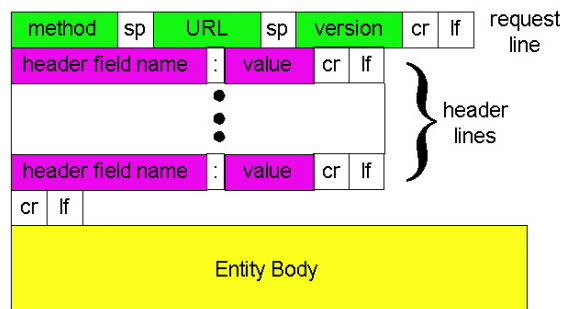 method sp URL sp version cr lf request line
header field name : value cr lf
header lines
header field name : value cr lf
cr lf
Entity Body